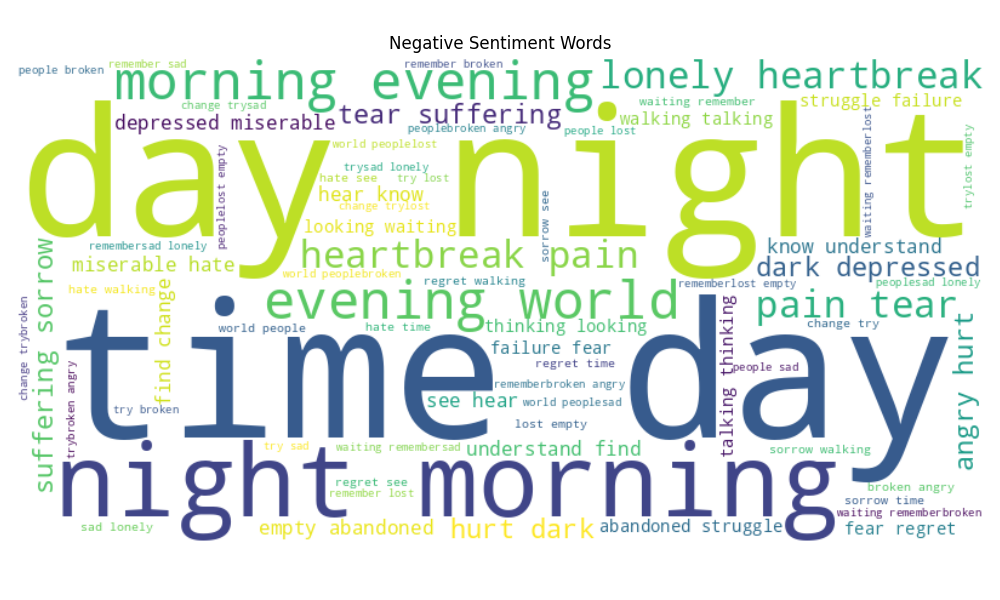 Negative Sentiment Words
people broken
remember sad
remember broken
morning evening
lonely heartbreak
change trysad
waiting remember
struggle failure
depressed miserable
tear suffering
walking talking
peoplebroken angry
people lost
day night
world peoplelost
peoplelost empty
waiting rememberlost
trylost empty
trysad lonely
hate see
try lost
hear know
change trylost
sorrow see
looking waiting
remembersad lonely
heartbreak pain
know understand
miserable hate
dark depressed
world peoplebroken
suffering sorrow
regret walking
rememberlost empty
peoplesad lonely
hate walking
find change
evening world
pain tear
change trybroken
time day
world people
hate time
thinking looking
change try
angry hurt
failure fear
talking thinking
regret time
people sad
trybroken angry
rememberbroken angry
see hear
world peoplesad
try broken
lost empty
night morning
try sad
waiting remembersad
understand find
sorrow walking
regret see
remember lost
broken angry
sorrow time
waiting rememberbroken
sad lonely
empty abandoned
hurt dark
abandoned struggle
fear regret